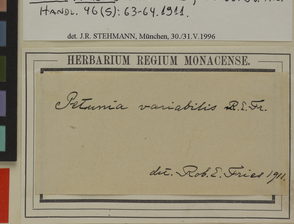 HANDL. 46(5): 63-64. 1911.
det. J.R. STEHMANN, München, 30./31.V.1996
HERBARIUM REGIUM MONACENSE.
Petunia variabilis R.E.Fr.
det. Rob. E. Fries 1911.